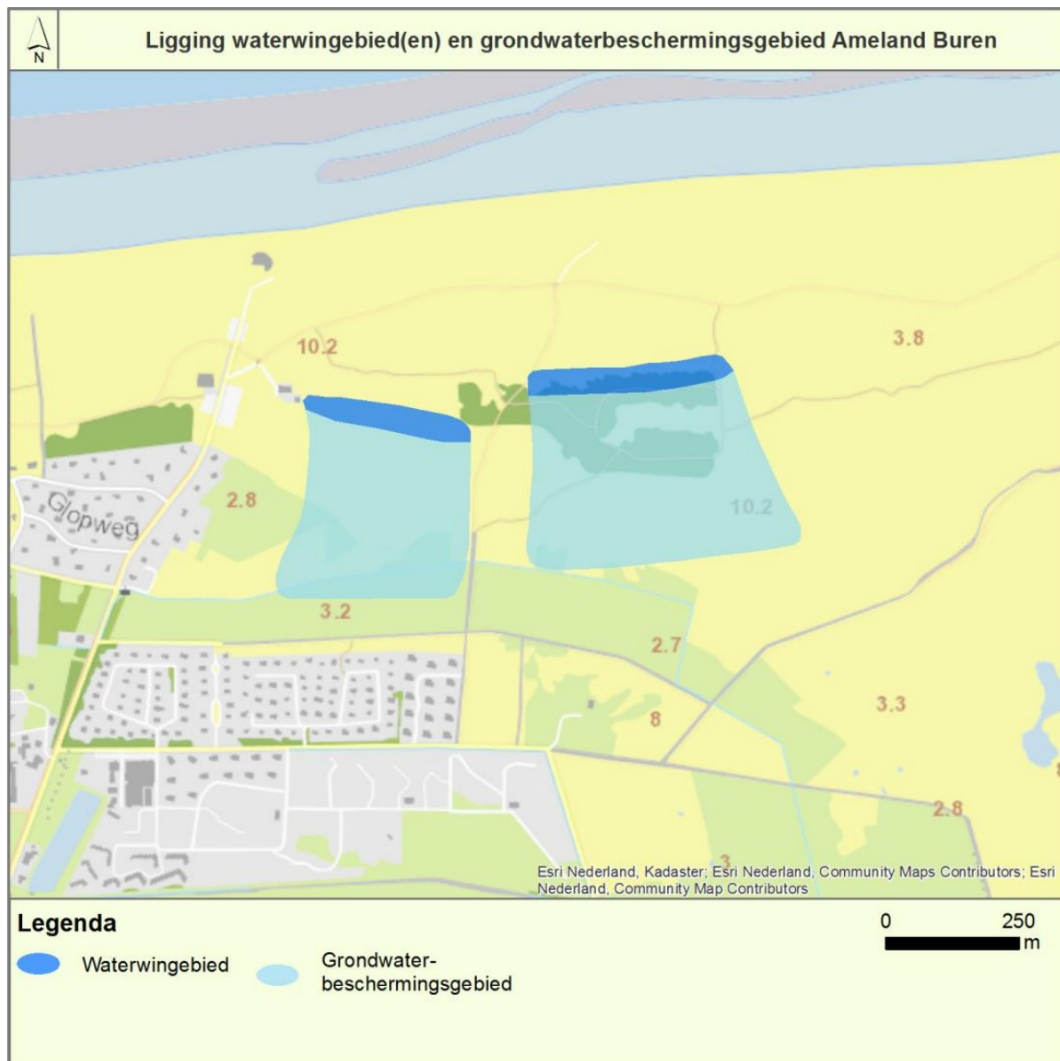 N
Ligging waterwingebied(en) en grondwaterbeschermingsgebied Ameland Buren
10.2
3.8
2.8
Glopweg
10.2
3.2
2.7
8
3.3
8
2.8
3
Esri Nederland, Kadaster; Esri Nederland, Community Maps Contributors; Esri
Nederland, Community Map Contributors
Legenda
Waterwingebied
Grondwater-
beschermingsgebied
0 250
m